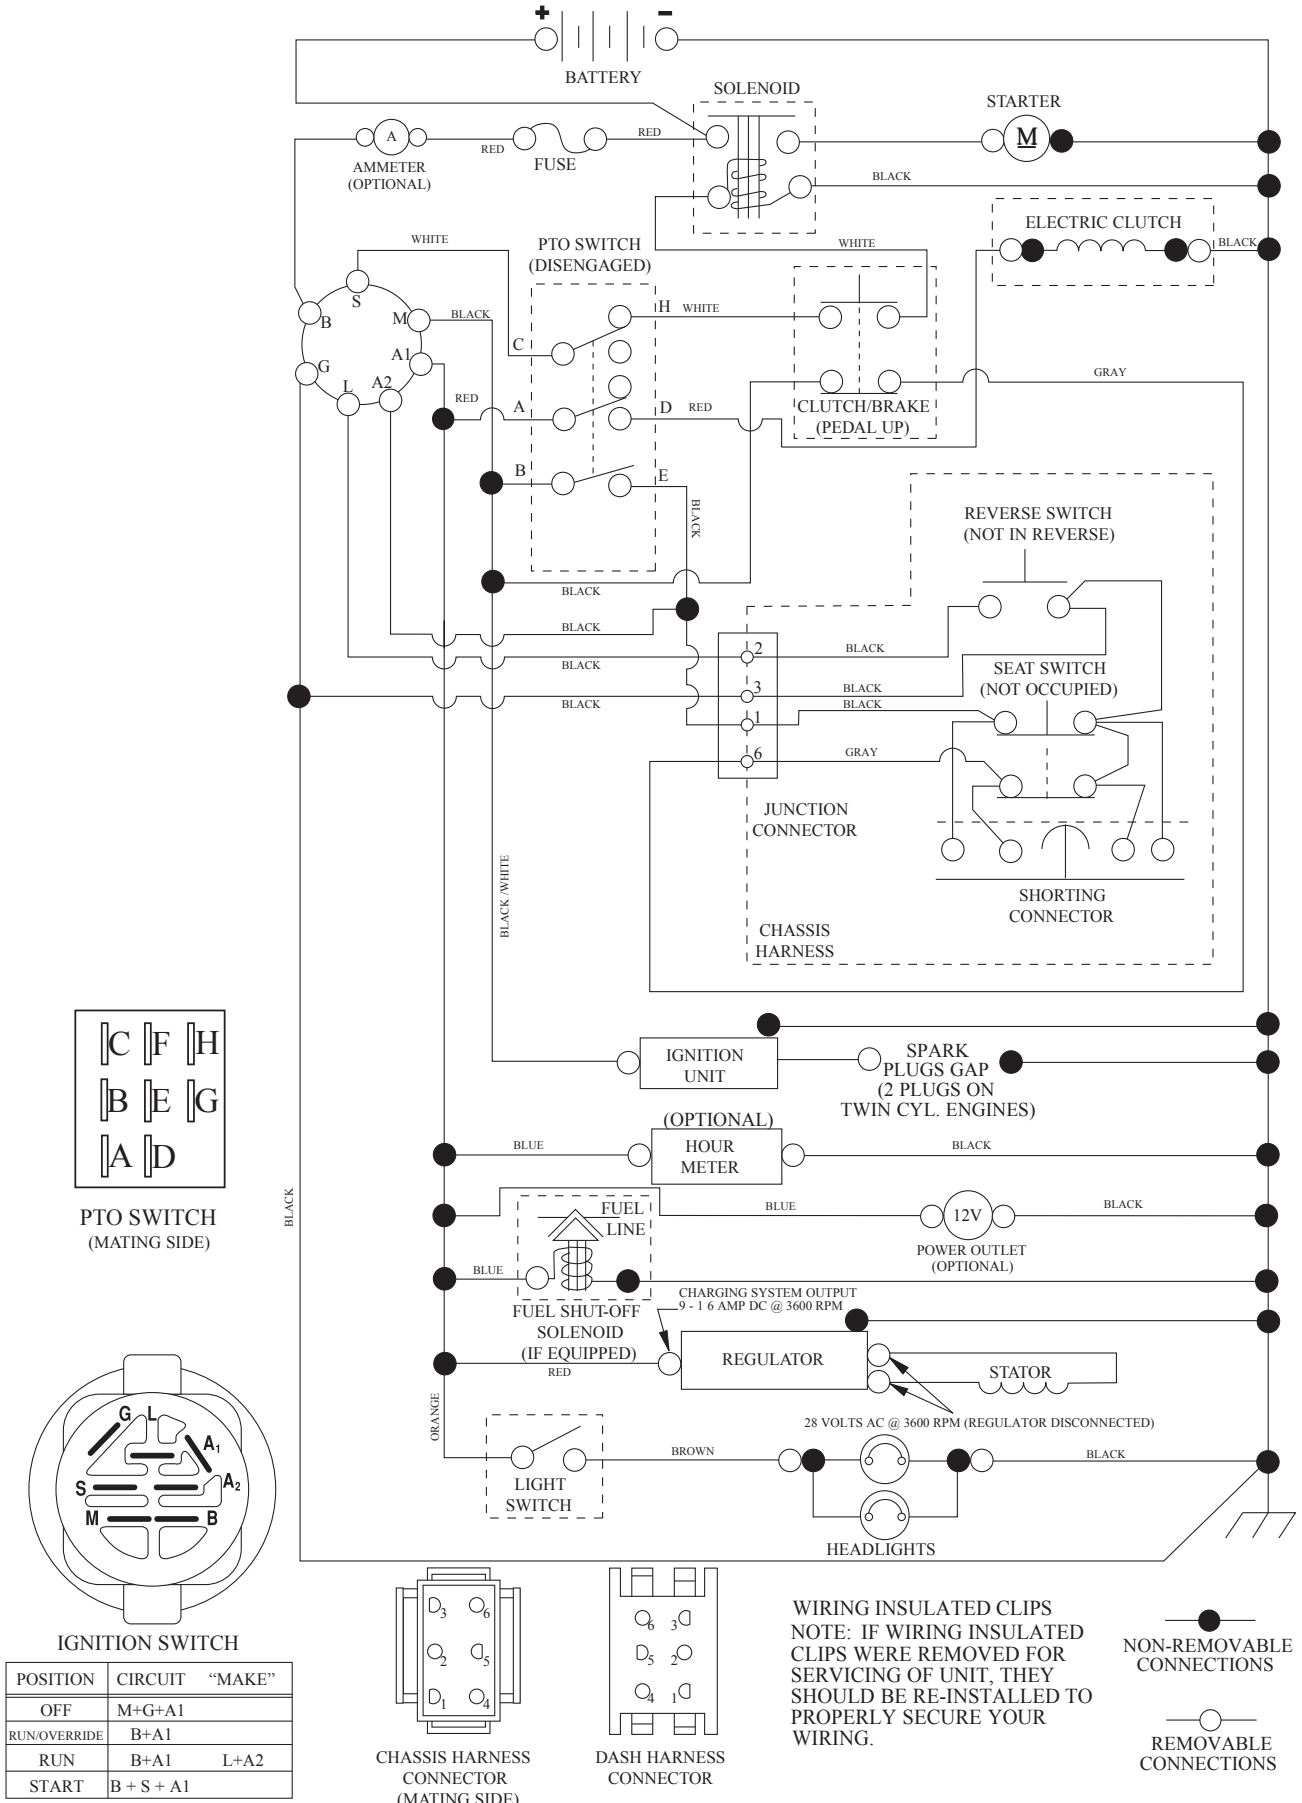 + −
BATTERY
SOLENOID
STARTER
A
RED
FUSE
RED
M
AMMETER
(OPTIONAL)
BLACK
ELECTRIC CLUTCH
BLACK
WHITE
PTO SWITCH
(DISENGAGED)
WHITE
S
B
M
BLACK
H WHITE
C
G
A1
L
A2
RED
A
D RED
GRAY
CLUTCH/BRAKE
(PEDAL UP)
B
E
BLACK
REVERSE SWITCH
(NOT IN REVERSE)
BLACK
BLACK
2
BLACK
BLACK
SEAT SWITCH
(NOT OCCUPIED)
3
BLACK
BLACK
1
BLACK
6
GRAY
JUNCTION
CONNECTOR
BLACK /WHITE
SHORTING
CONNECTOR
CHASSIS
HARNESS
C F H
B E G
A D
PTO SWITCH
(MATING SIDE)
BLACK
IGNITION
UNIT
SPARK
PLUGS GAP
(2 PLUGS ON
TWIN CYL. ENGINES)
(OPTIONAL)
HOUR
METER
BLUE
BLACK
BLUE
12V
BLACK
POWER OUTLET
(OPTIONAL)
FUEL
LINE
BLUE
FUEL SHUT-OFF
SOLENOID
(IF EQUIPPED)
CHARGING SYSTEM OUTPUT
9 - 1 6 AMP DC @ 3600 RPM
RED
REGULATOR
STATOR
28 VOLTS AC @ 3600 RPM (REGULATOR DISCONNECTED)
ORANGE
LIGHT
SWITCH
BROWN
BLACK
HEADLIGHTS
G L
A1
S
A2
M
B
IGNITION SWITCH
POSITION CIRCUIT “MAKE”
OFF M+G+A1
RUN/OVERRIDE B+A1
RUN B+A1 L+A2
START B + S + A1
3 6
2 5
1 4
CHASSIS HARNESS
CONNECTOR
(MATING SIDE)
6 3
5 2
4 1
DASH HARNESS
CONNECTOR
WIRING INSULATED CLIPS
NOTE: IF WIRING INSULATED
CLIPS WERE REMOVED FOR
SERVICING OF UNIT, THEY
SHOULD BE RE-INSTALLED TO
PROPERLY SECURE YOUR
WIRING.
NON-REMOVABLE
CONNECTIONS
REMOVABLE
CONNECTIONS